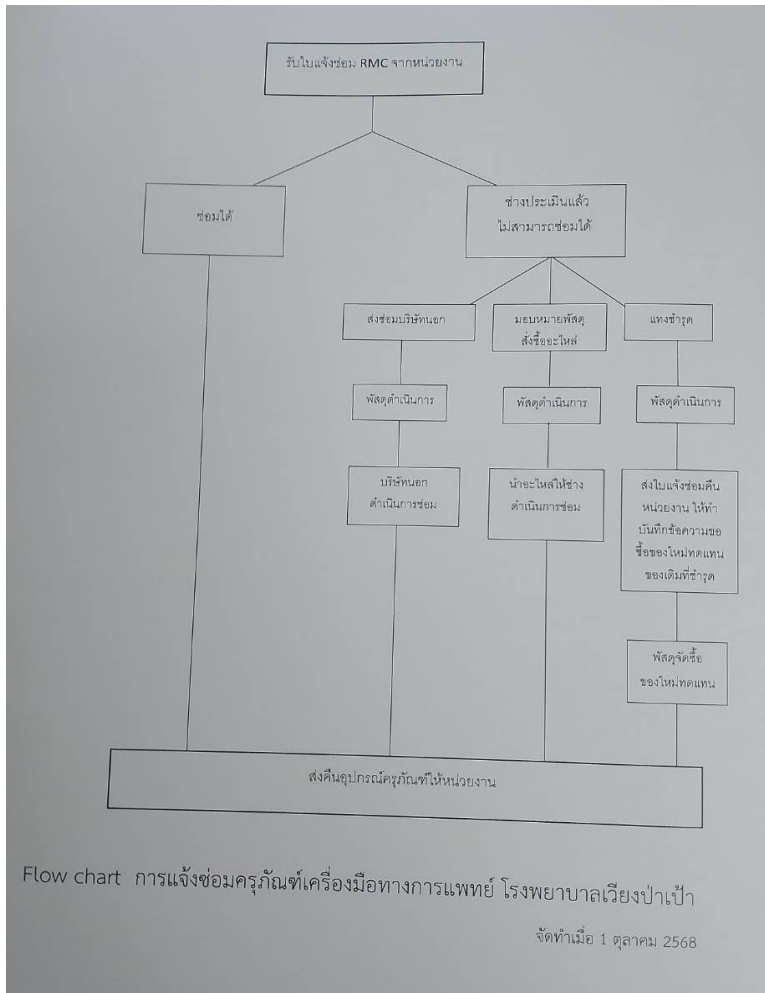 รับใบแจ้งซ่อม RMC จากหน่วยงาน
ซ่อมได้
ช่างประเมินแล้ว
ไม่สามารถซ่อมได้
ส่งซ่อมบริษัทนอก
มอบหมายพัสดุ
สั่งซื้ออะไหล่
แทงชำรุด
พัสดุดำเนินการ
พัสดุดำเนินการ
พัสดุดำเนินการ
บริษัทนอก
ดำเนินการซ่อม
นำอะไหล่ให้ช่าง
ดำเนินการซ่อม
ส่งใบแจ้งซ่อมคืน
หน่วยงาน ให้ทำ
บันทึกข้อความขอ
ซื้อของใหม่ทดแทน
ของเดิมที่ชำรุด
พัสดุจัดซื้อ
ของใหม่ทดแทน
ส่งคืนอุปกรณ์ครุภัณฑ์ให้หน่วยงาน
Flow chart การแจ้งซ่อมครุภัณฑ์เครื่องมือทางการแพทย์ โรงพยาบาลเวียงป่าเป้า
จัดทำเมื่อ 1 ตุลาคม 2568